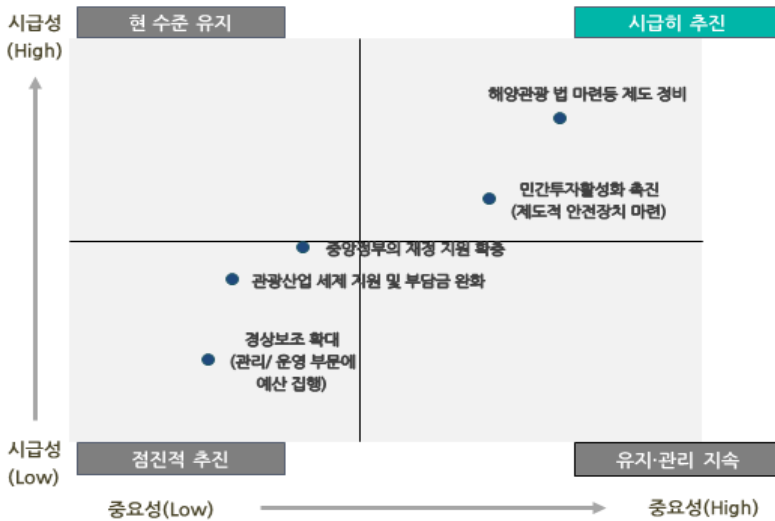 시급성
(High)
현 수준 유지
시급히 추진
해양관광 법 마련등 제도 정비
민간투자활성화 촉진
(제도적 안전장치 마련)
중앙정부의 재정 지원 확충
관광산업 세제 지원 및 부담금 완화
경상보조 확대
(관리/ 운영 부문에
예산 집행)
시급성
(Low)
점진적 추진
유지·관리 지속
중요성(Low)
중요성(High)